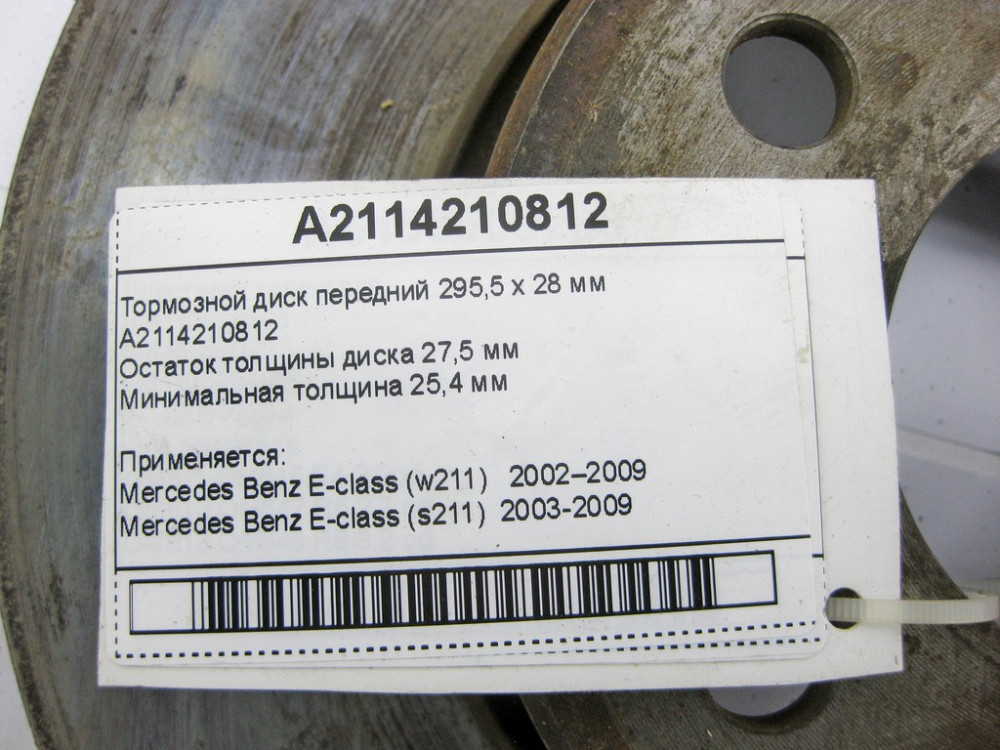 A2114210812
Тормозной диск передний 295,5 x 28 мм
A2114210812
Остаток толщины диска 27,5 мм
Минимальная толщина 25,4 мм
Применяется:
Mercedes Benz E-class (w211) 2002–2009
Mercedes Benz E-class (s211) 2003-2009